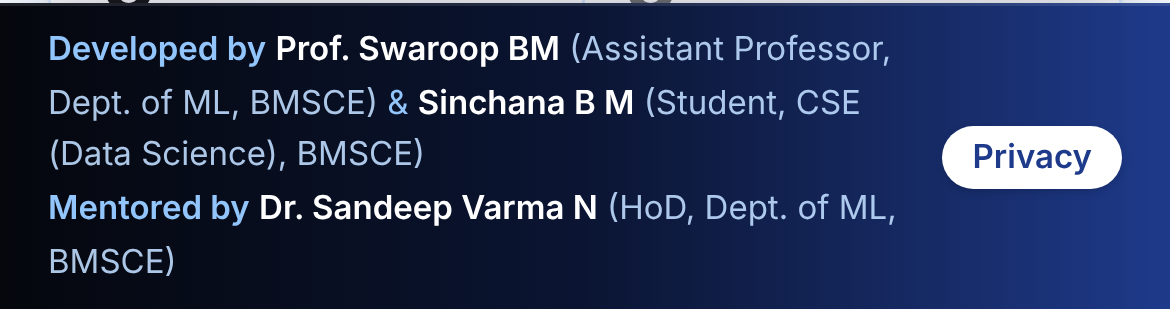 Developed by Prof. Swaroop BM (Assistant Professor,
Dept. of ML, BMSCE) & Sinchana B M (Student, CSE
(Data Science), BMSCE)
Privacy
Mentored by Dr. Sandeep Varma N (HoD, Dept. of ML,
BMSCE)